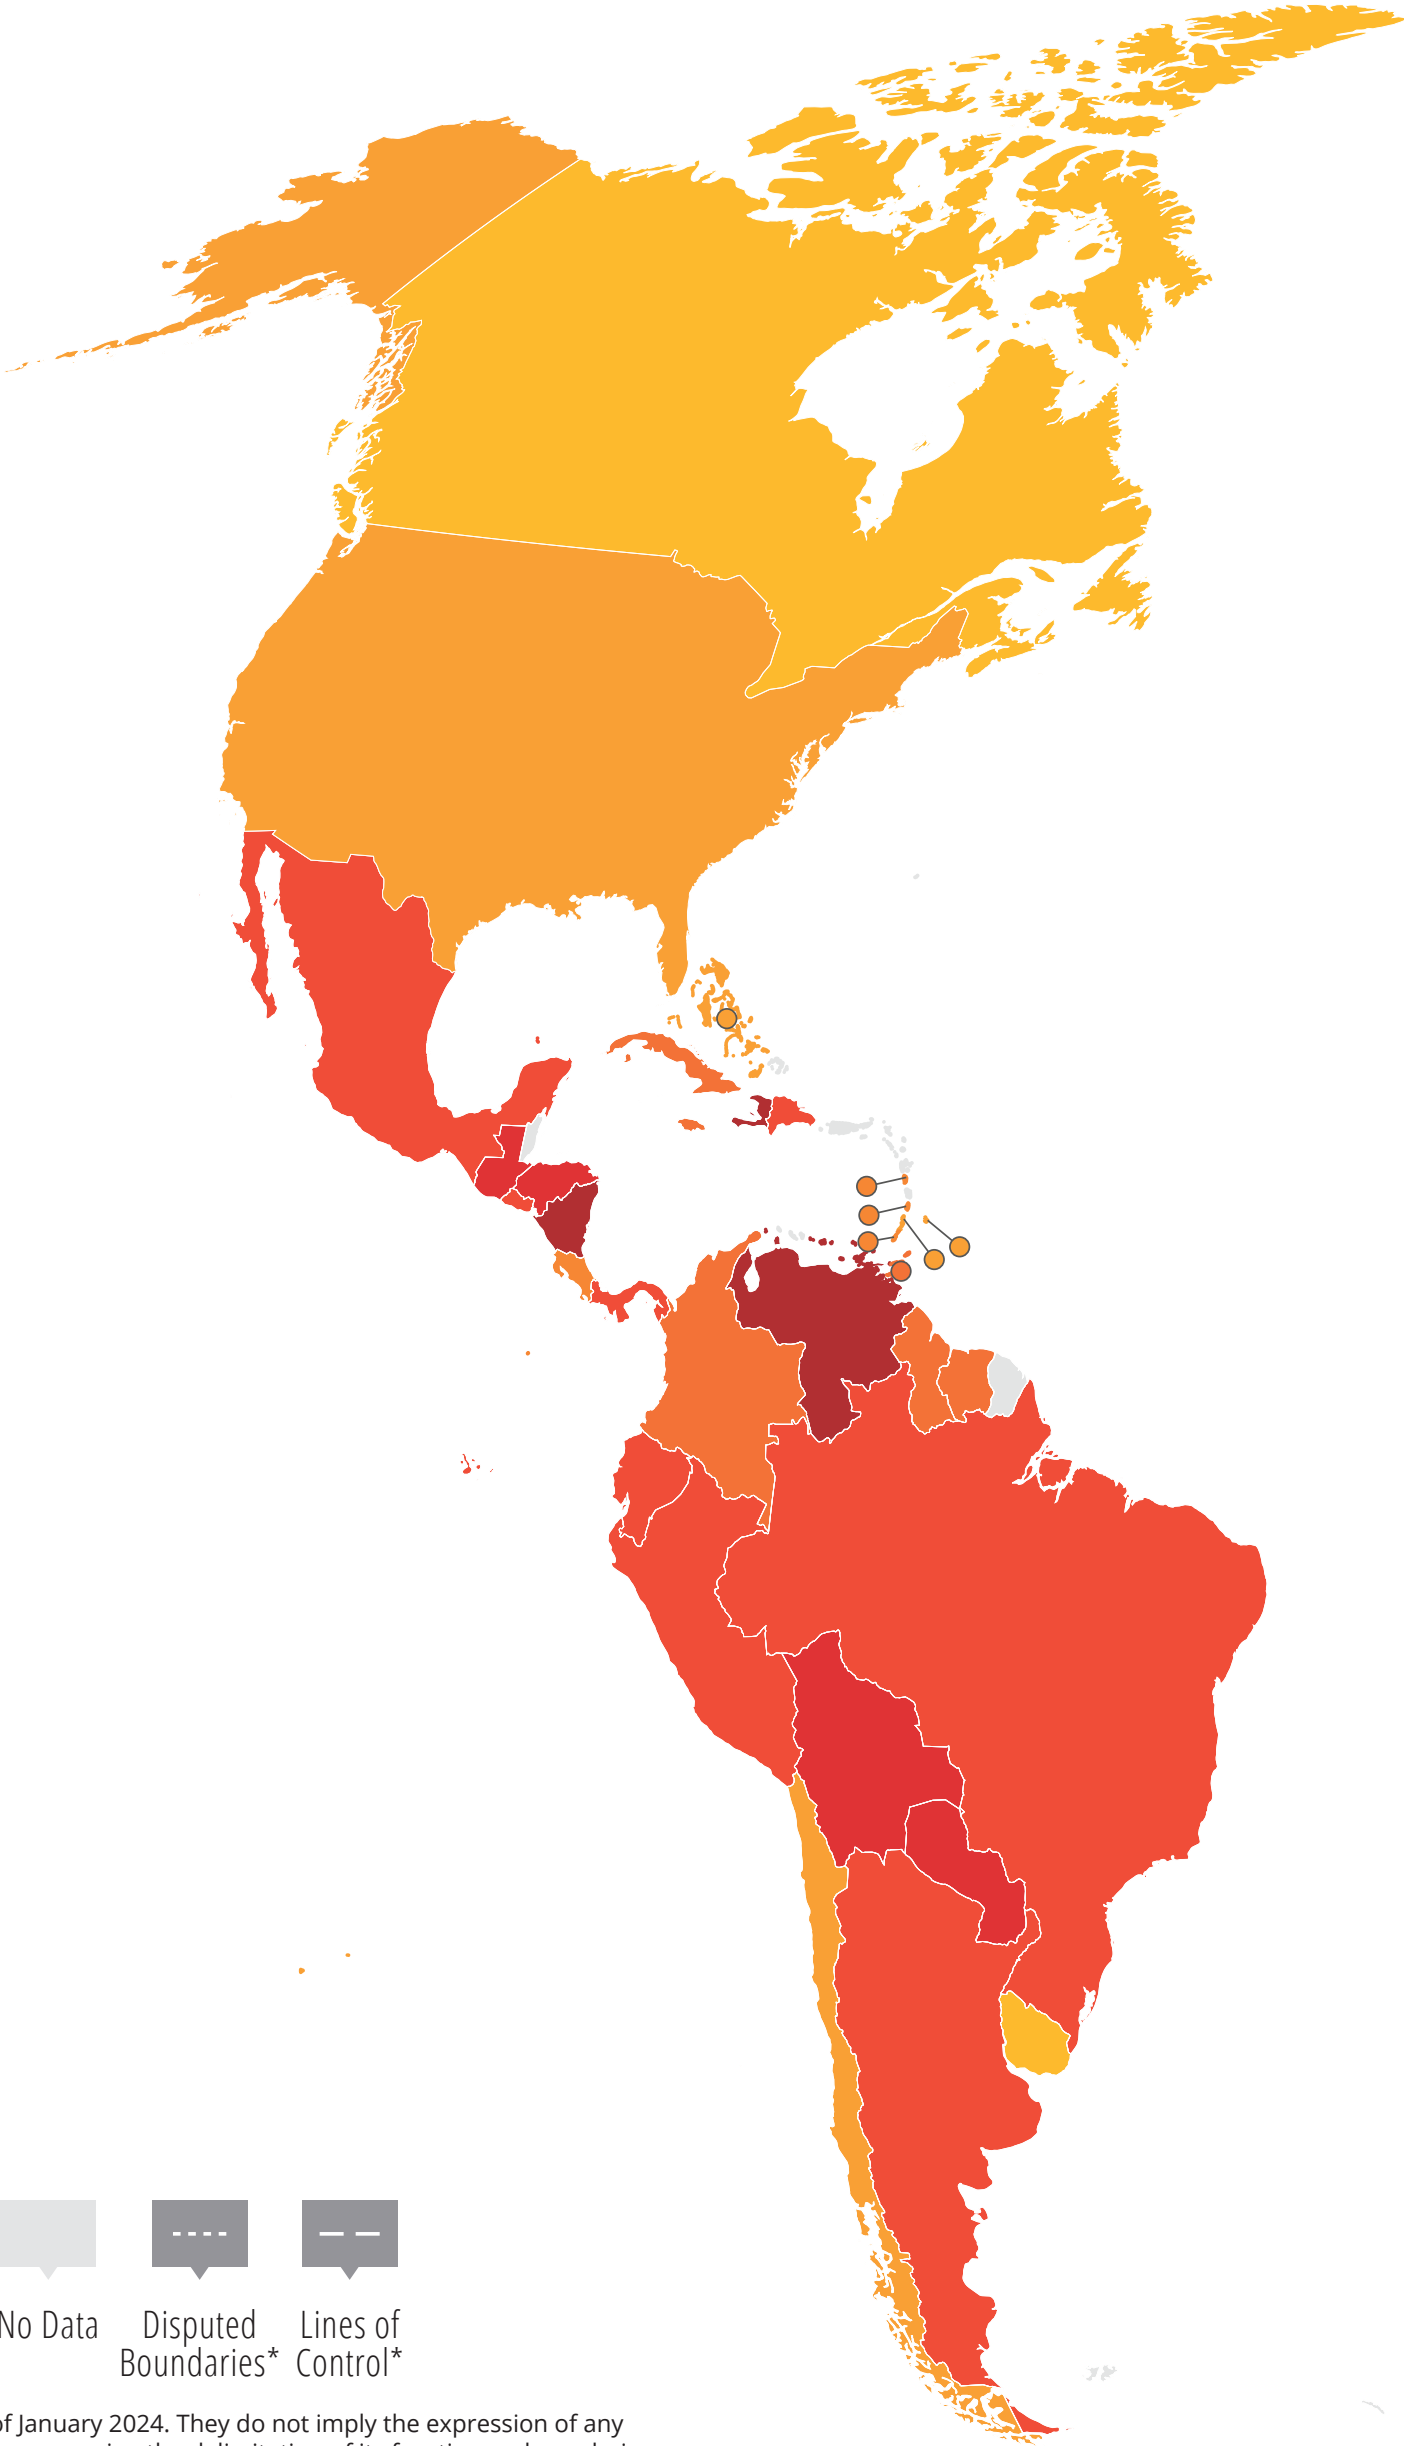 No Data
Disputed
Boundaries*
Lines of
Control*
of January 2024. They do not imply the expression of any